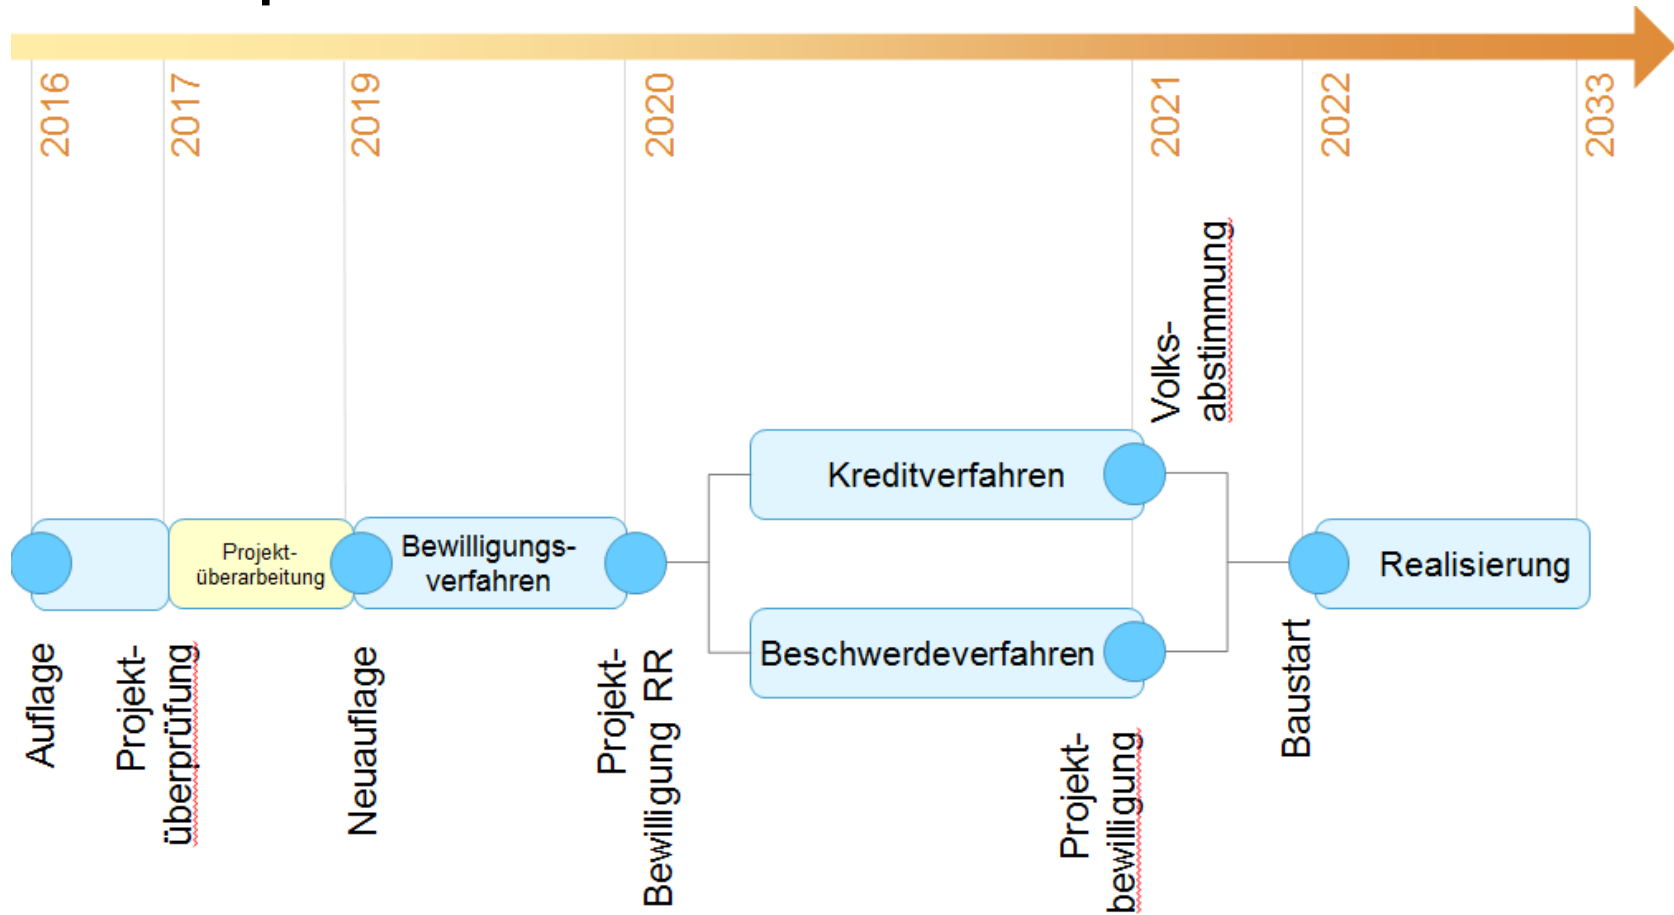 2016
2017
2019
2020
2021
2022
2033
Volks-
abstimmung
Kreditverfahren
Projekt-
überarbeitung
Bewilligungs-
verfahren
Realisierung
Beschwerdeverfahren
Auflage
Projekt-
überprüfung
Neuauflage
Projekt-
Bewilligung RR
Projekt-
bewilligung
Baustart